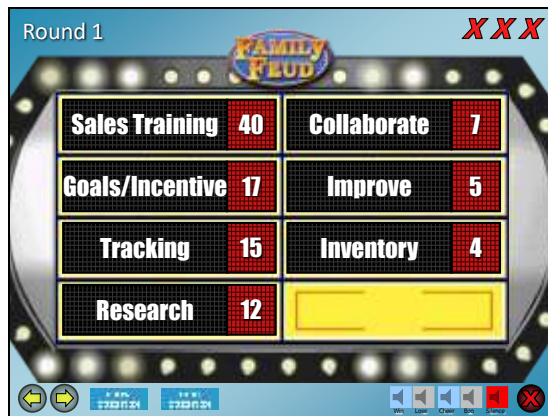 Round 1
X X X
FAMILY
FEUD
Sales Training 40
Goals/Incentive 17
Tracking 15
Research 12
Collaborate 7
Improve 5
Inventory 4
Win Lose Cheer Boo Silence
X